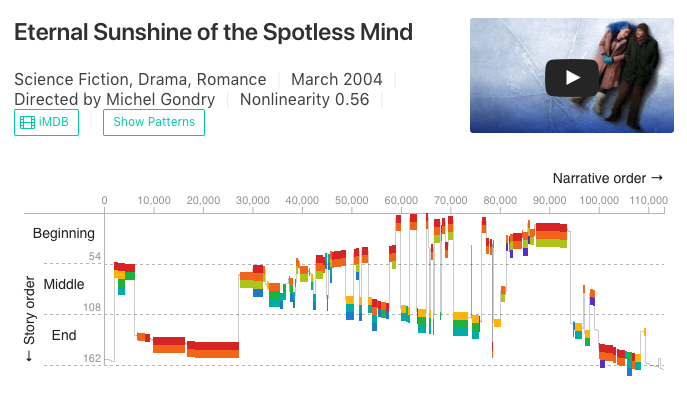 Eternal Sunshine of the Spotless Mind
Science Fiction, Drama, Romance March 2004
Directed by Michel Gondry Nonlinearity 0.56
iMDB Show Patterns
Narrative order →
0 10,000 20,000 30,000 40,000 50,000 60,000 70,000 80,000 90,000 100,000 113,000
Beginning
54
Middle
108
End
162
← Story order